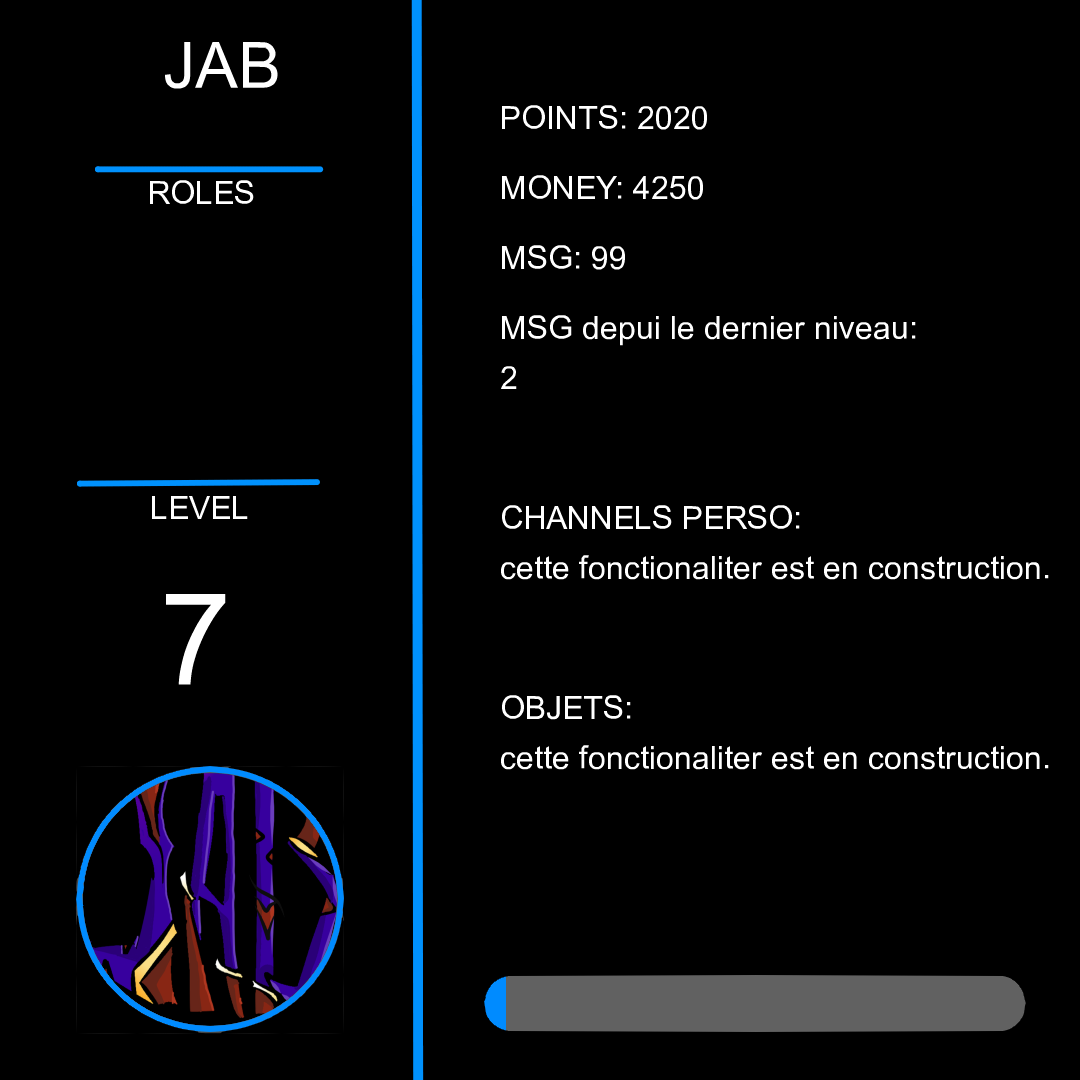 JAB
ROLES
LEVEL
7
JAB
POINTS: 2020
MONEY: 4250
MSG: 99
MSG depui le dernier niveau:
2
CHANNELS PERSO:
cette fonctionaliter est en construction.
OBJETS:
cette fonctionaliter est en construction.